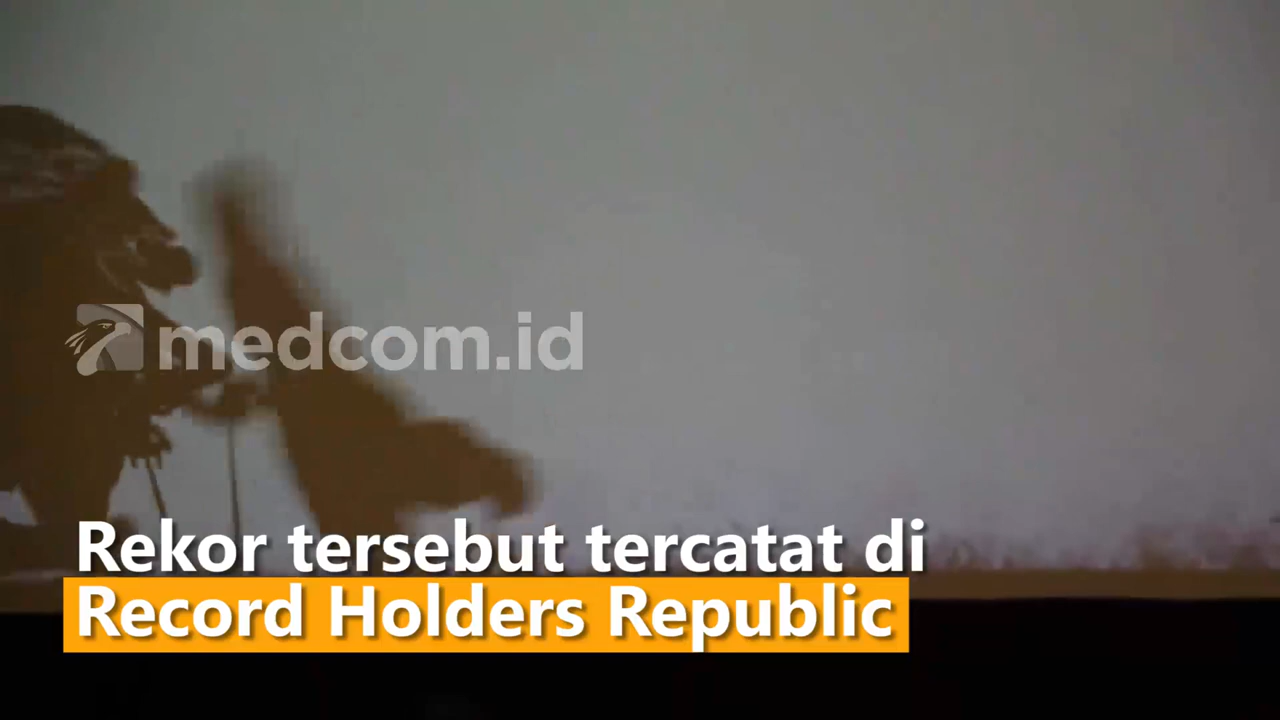 medcom.id
Rekor tersebut tercatat di
Record Holders Republic